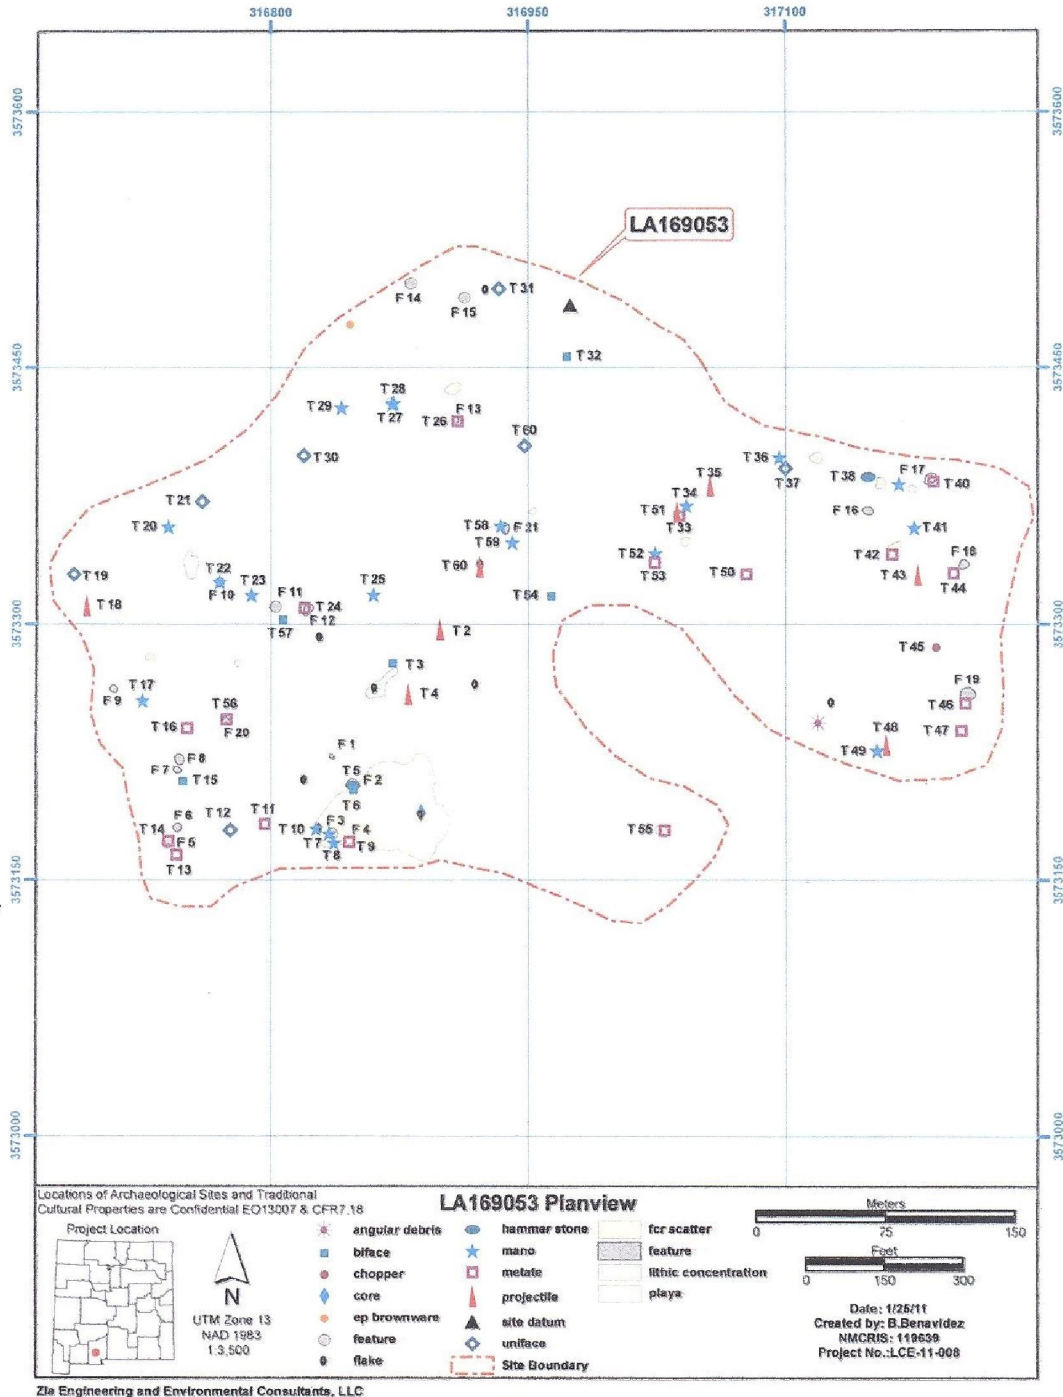 316800 316950 317100
3573600 3573600
LA169053
F 14 F 15 T 31
T 32
3573450 3573450
T 28
T 29 T 27 F 13
T 26
T 60
T 30 T 36 T 37
T 35 T 38 F 17 T 40
T 21 T 34
T 51 F 16
T 20 T 58 F 21 T 33 T 41
T 59 T 52 T 42 F 18
T 19 T 22 T 60 T 53 T 50 T 43 T 44
T 23 T 25
F 10 F 11 T 24 T 54
T 18 F 12
3573300 3573300
T 57 T 2
T 45
T 3
F 9 T 17 T 4 F 19
T 56 T 46
T 16 F 20 T 48 T 47
F 8 F 1 T 49
F 7 T 5
T 15 F 2
T 6
F 6 T 12 T 11
T 14 T 10 F 3 F 4 T 55
F 5 T 7 T 9
T 13 T 8
3573150 3573150
3573000 3573000
Locations of Archaeological Sites and Traditional
Cultural Properties are Confidential EO13007 & CFR7.18
LA169053 Planview
Project Location
N
UTM Zone 13
NAD 1983
1:3,500
angular debris
biface
chopper
core
ep brownware
feature
flake
hammer stone
mano
metate
projectile
site datum
uniface
Site Boundary
fcr scatter
feature
lithic concentration
playa
Meters
0 75 150
Feet
0 150 300
Date: 1/25/11
Created by: B.Benavidez
NMCRIS: 119639
Project No.:LCE-11-008
Zia Engineering and Environmental Consultants, LLC